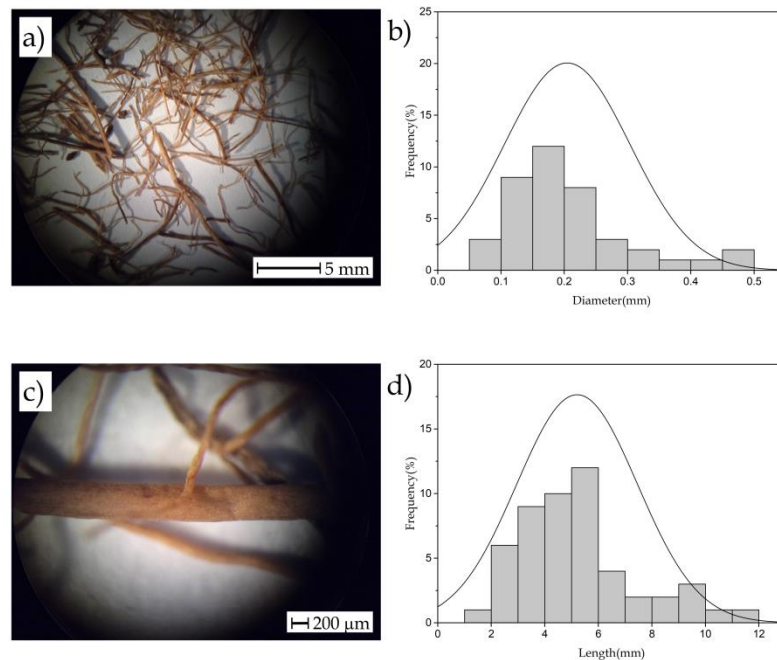 a)
5 mm
b)
25
20
15
10
5
0
Frequency(%)
0.0 0.1 0.2 0.3 0.4 0.5
Diameter(mm)
c)
200 µm
d)
20
15
10
5
0
Frequency(%)
0 2 4 6 8 10 12
Length(mm)